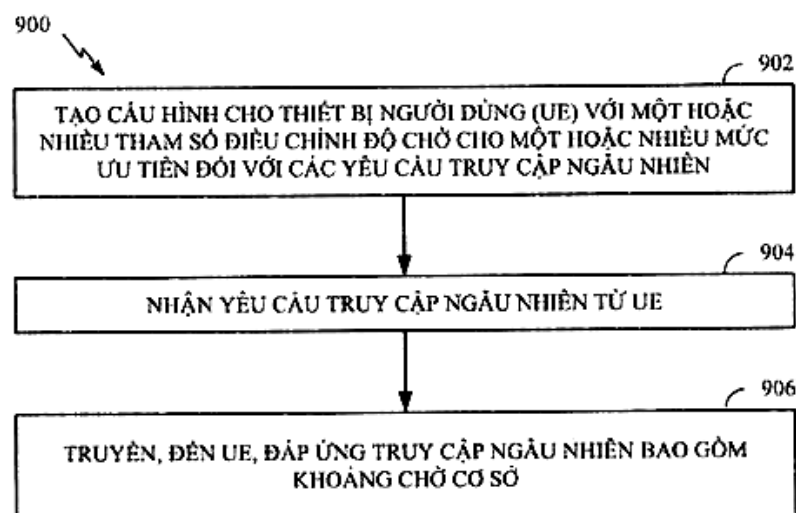 900
902
TẠO CẤU HÌNH CHO THIẾT BỊ NGƯỜI DÙNG (UE) VỚI MỘT HOẶC
NHIỀU THAM SỐ ĐIỀU CHỈNH ĐỘ CHỜ CHO MỘT HOẶC NHIỀU MỨC
ƯU TIÊN ĐỐI VỚI CÁC YÊU CẦU TRUY CẬP NGẪU NHIÊN
904
NHẬN YÊU CẦU TRUY CẬP NGẪU NHIÊN TỪ UE
906
TRUYỀN, ĐẾN UE, ĐÁP ỨNG TRUY CẬP NGẪU NHIÊN BAO GỒM
KHOẢNG CHỜ CƠ SỞ